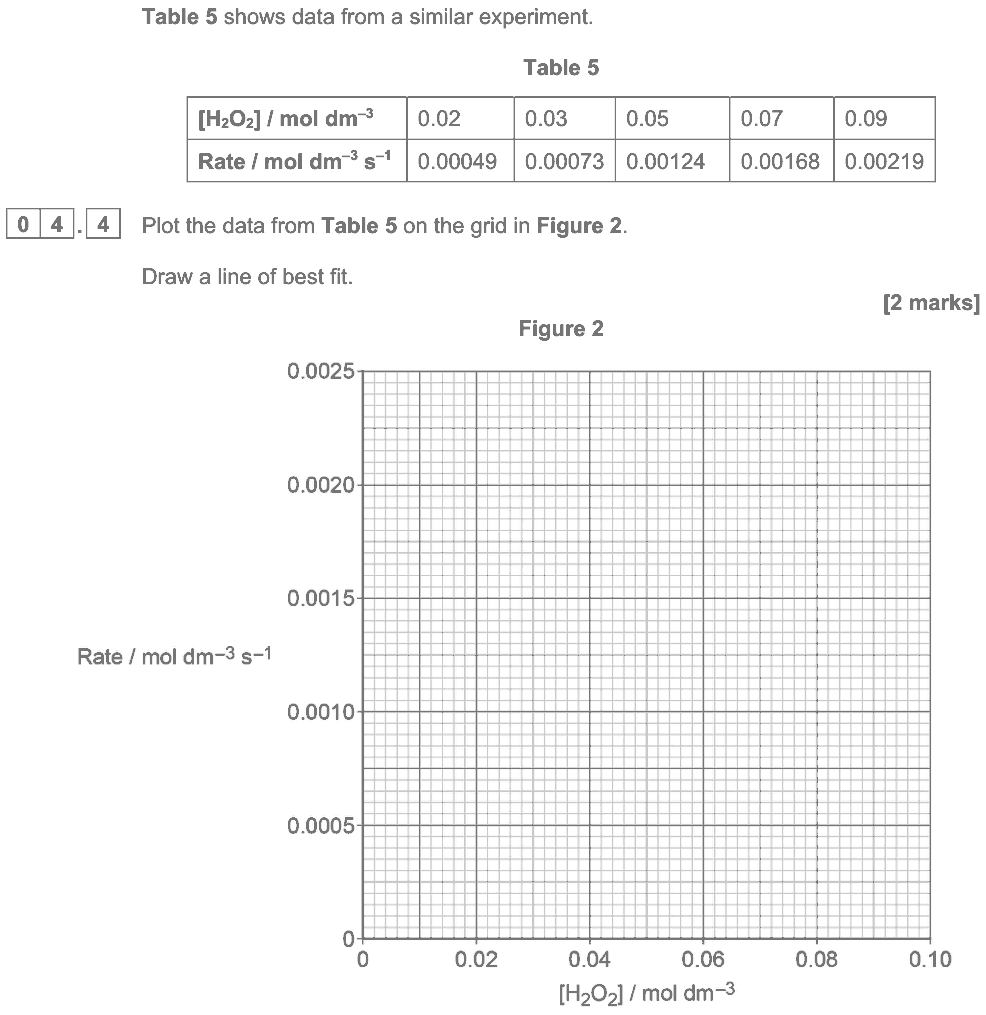 Table 5 shows data from a similar experiment.
Table 5
[H₂O₂] / mol dm⁻³ 0.02 0.03 0.05 0.07 0.09
Rate / mol dm⁻³ s⁻¹ 0.00049 0.00073 0.00124 0.00168 0.00219
0 4 . 4 Plot the data from Table 5 on the grid in Figure 2.
Draw a line of best fit.
[2 marks]
Figure 2
0.0025
0.0020
0.0015
Rate / mol dm⁻³ s⁻¹
0.0010
0.0005
0
0 0.02 0.04 0.06 0.08 0.10
[H₂O₂] / mol dm⁻³